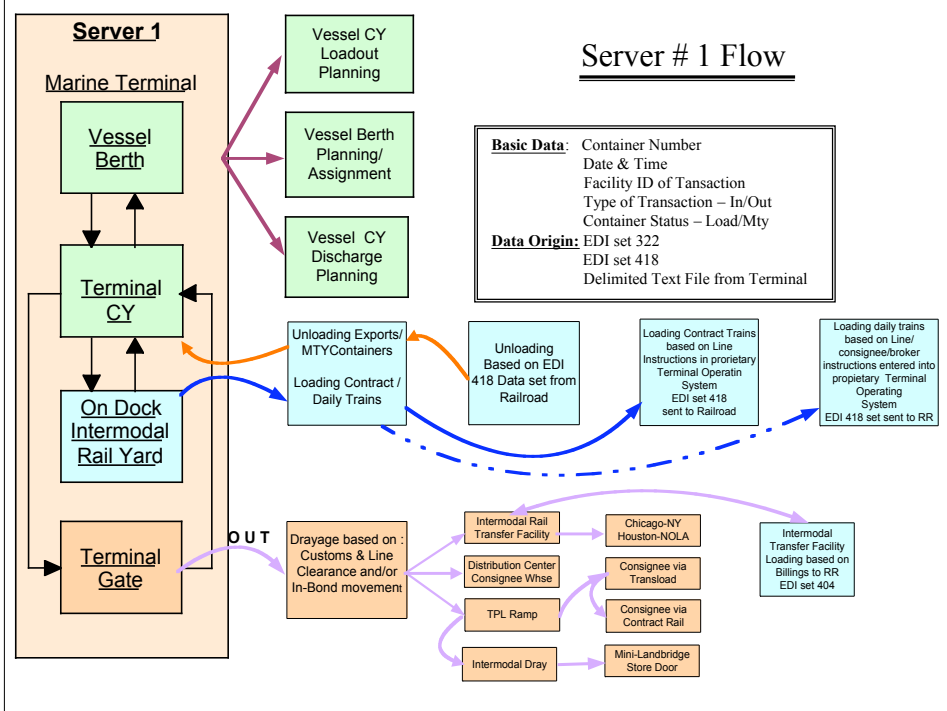 Server 1
Marine Terminal
Vessel
Berth
Terminal
CY
On Dock
Intermodal
Rail Yard
Terminal
Gate
Vessel CY
Loadout
Planning
Vessel Berth
Planning/
Assignment
Vessel CY
Discharge
Planning
Server # 1 Flow
Basic Data: Container Number
Date & Time
Facility ID of Tansaction
Type of Transaction – In/Out
Container Status – Load/Mty
Data Origin: EDI set 322
EDI set 418
Delimited Text File from Terminal
Unloading Exports/
MTYContainers
Loading Contract /
Daily Trains
Unloading
Based on EDI
418 Data set from
Railroad
Loading Contract Trains
based on Line
Instructions in prorietary
Terminal Operatin
System
EDI set 418
sent to Railroad
Loading daily trains
based on Line/
consignee/broker
instructions entered into
propietary Terminal
Operating
System
EDI 418 set sent to RR
OUT
Drayage based on :
Customs & Line
Clearance and/or
In-Bond movement
Intermodal Rail
Transfer Facility
Distribution Center
Consignee Whse
TPL Ramp
Intermodal Dray
Chicago-NY
Houston-NOLA
Consignee via
Transload
Consignee via
Contract Rail
Mini-Landbridge
Store Door
Intermodal
Transfer Facility
Loading based on
Billings to RR
EDI set 404